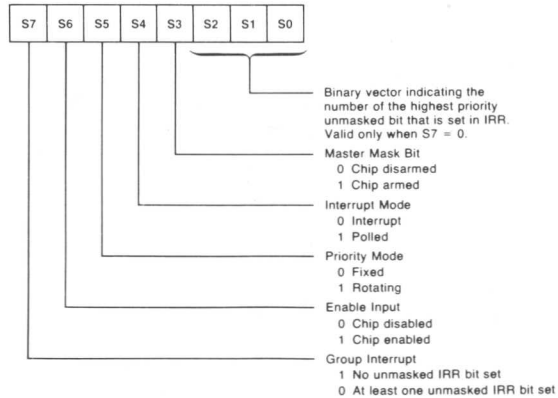 S7 S6 S5 S4 S3 S2 S1 S0
Binary vector indicating the
number of the highest priority
unmasked bit that is set in IRR.
Valid only when S7 = 0.
Master Mask Bit
0 Chip disarmed
1 Chip armed
Interrupt Mode
0 Interrupt
1 Polled
Priority Mode
0 Fixed
1 Rotating
Enable Input
0 Chip disabled
1 Chip enabled
Group Interrupt
1 No unmasked IRR bit set
0 At least one unmasked IRR bit set